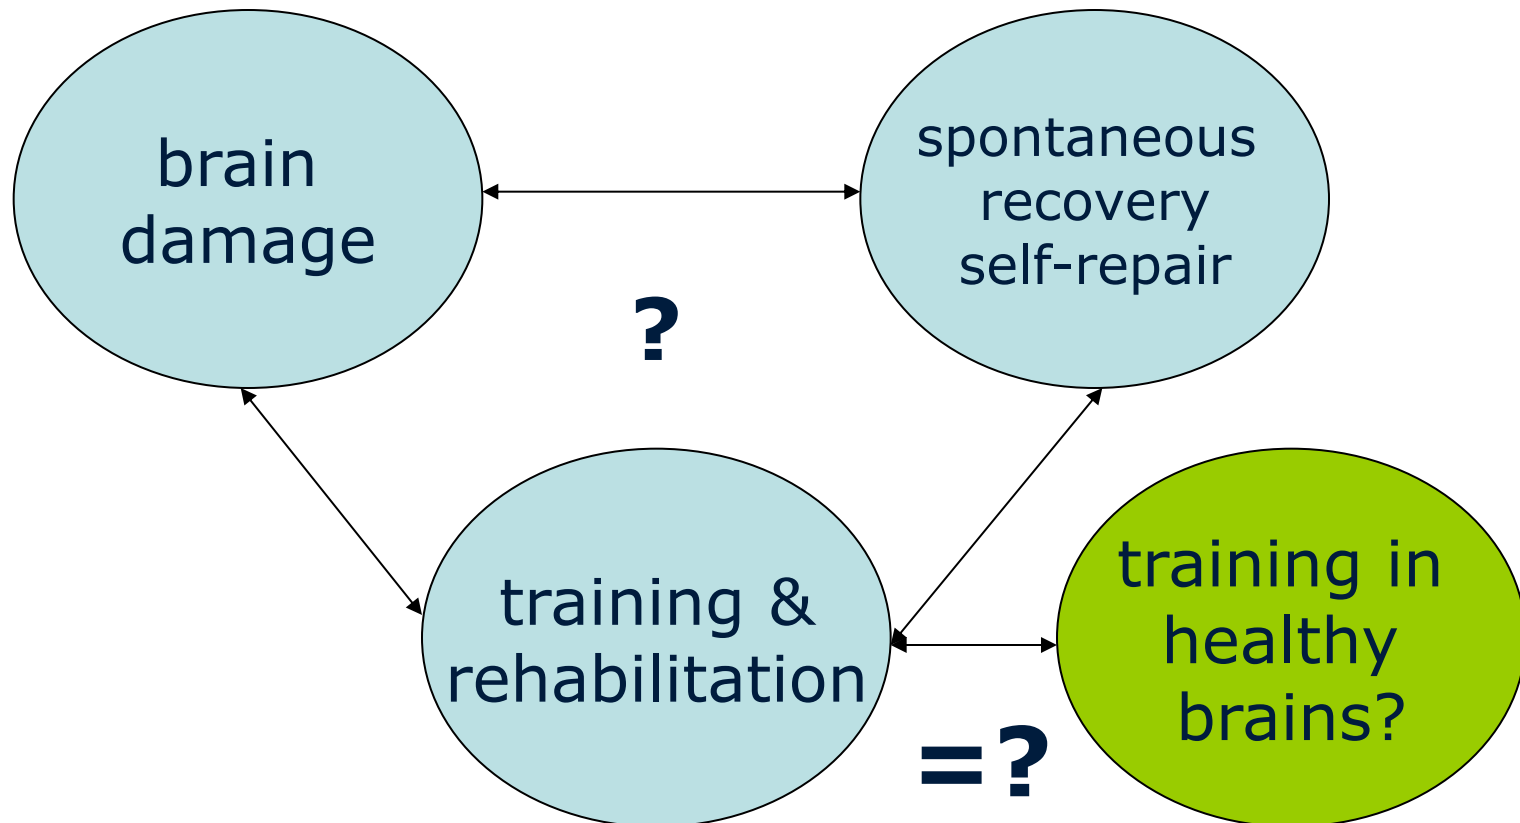 brain
damage
spontaneous
recovery
self-repair
?
training &
rehabilitation
training in
healthy
brains?
=?